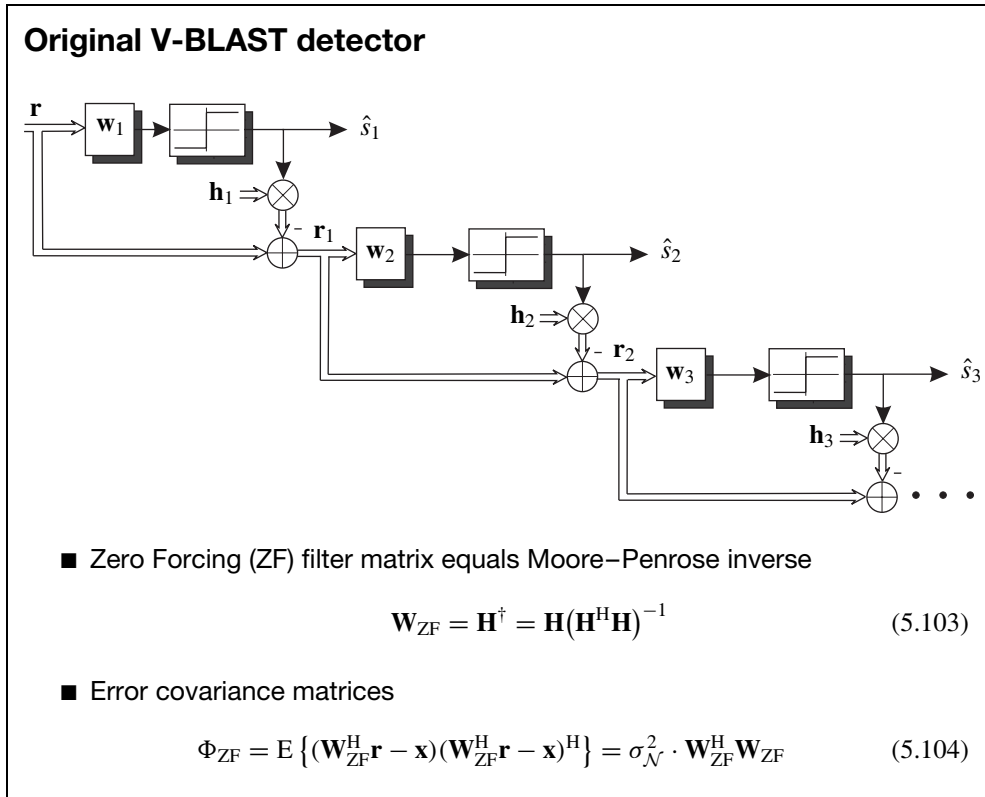 Original V-BLAST detector
r
w₁
ŝ₁
h₁
-
r₁
w₂
ŝ₂
h₂
-
r₂
w₃
ŝ₃
h₃
-
• • •
■ Zero Forcing (ZF) filter matrix equals Moore–Penrose inverse
W_ZF = H^† = H(H^H H)^−1 (5.103)
■ Error covariance matrices
Φ_ZF = E {(W_ZF^H r − x)(W_ZF^H r − x)^H} = σ_𝒩^2 · W_ZF^H W_ZF (5.104)